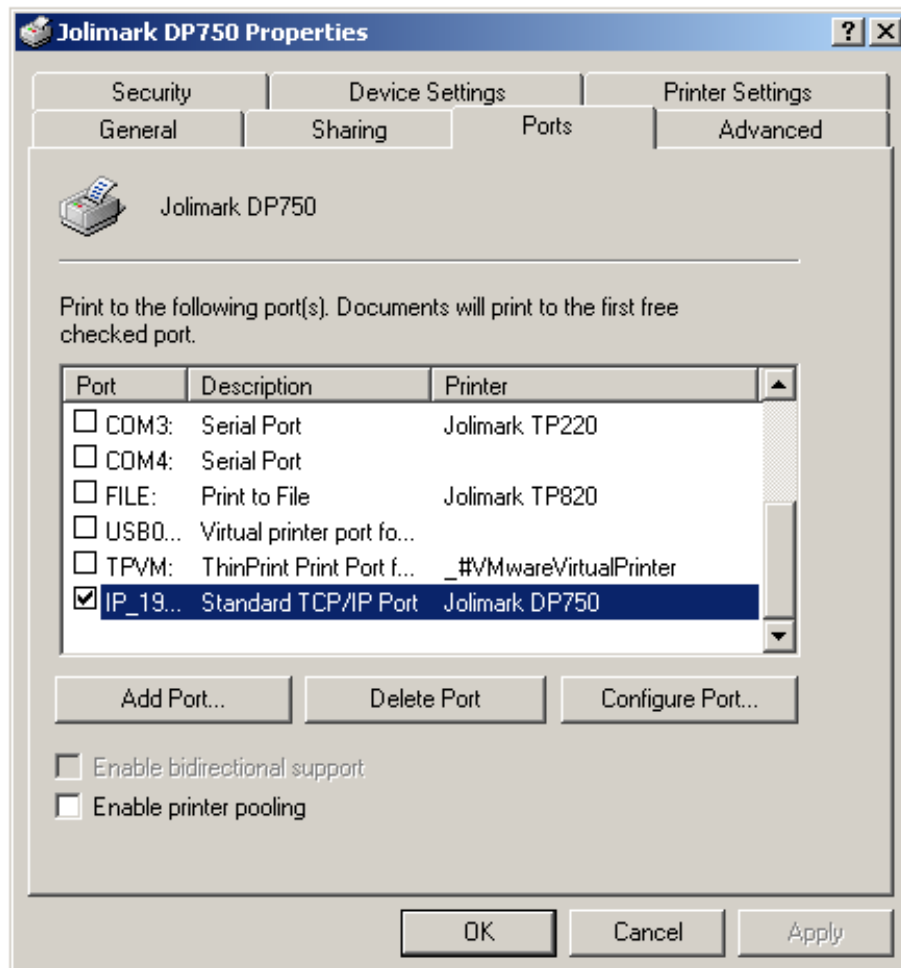 Jolimark DP750 Properties
Security Device Settings Printer Settings
General Sharing Ports Advanced
Jolimark DP750
Print to the following port(s). Documents will print to the first free
checked port.
Port Description Printer
COM3: Serial Port Jolimark TP220
COM4: Serial Port
FILE: Print to File Jolimark TP820
USB0... Virtual printer port fo...
TPVM: ThinPrint Print Port f... _#VMwareVirtualPrinter
IP_19... Standard TCP/IP Port Jolimark DP750
Add Port... Delete Port Configure Port...
Enable bidirectional support
Enable printer pooling
OK Cancel Apply